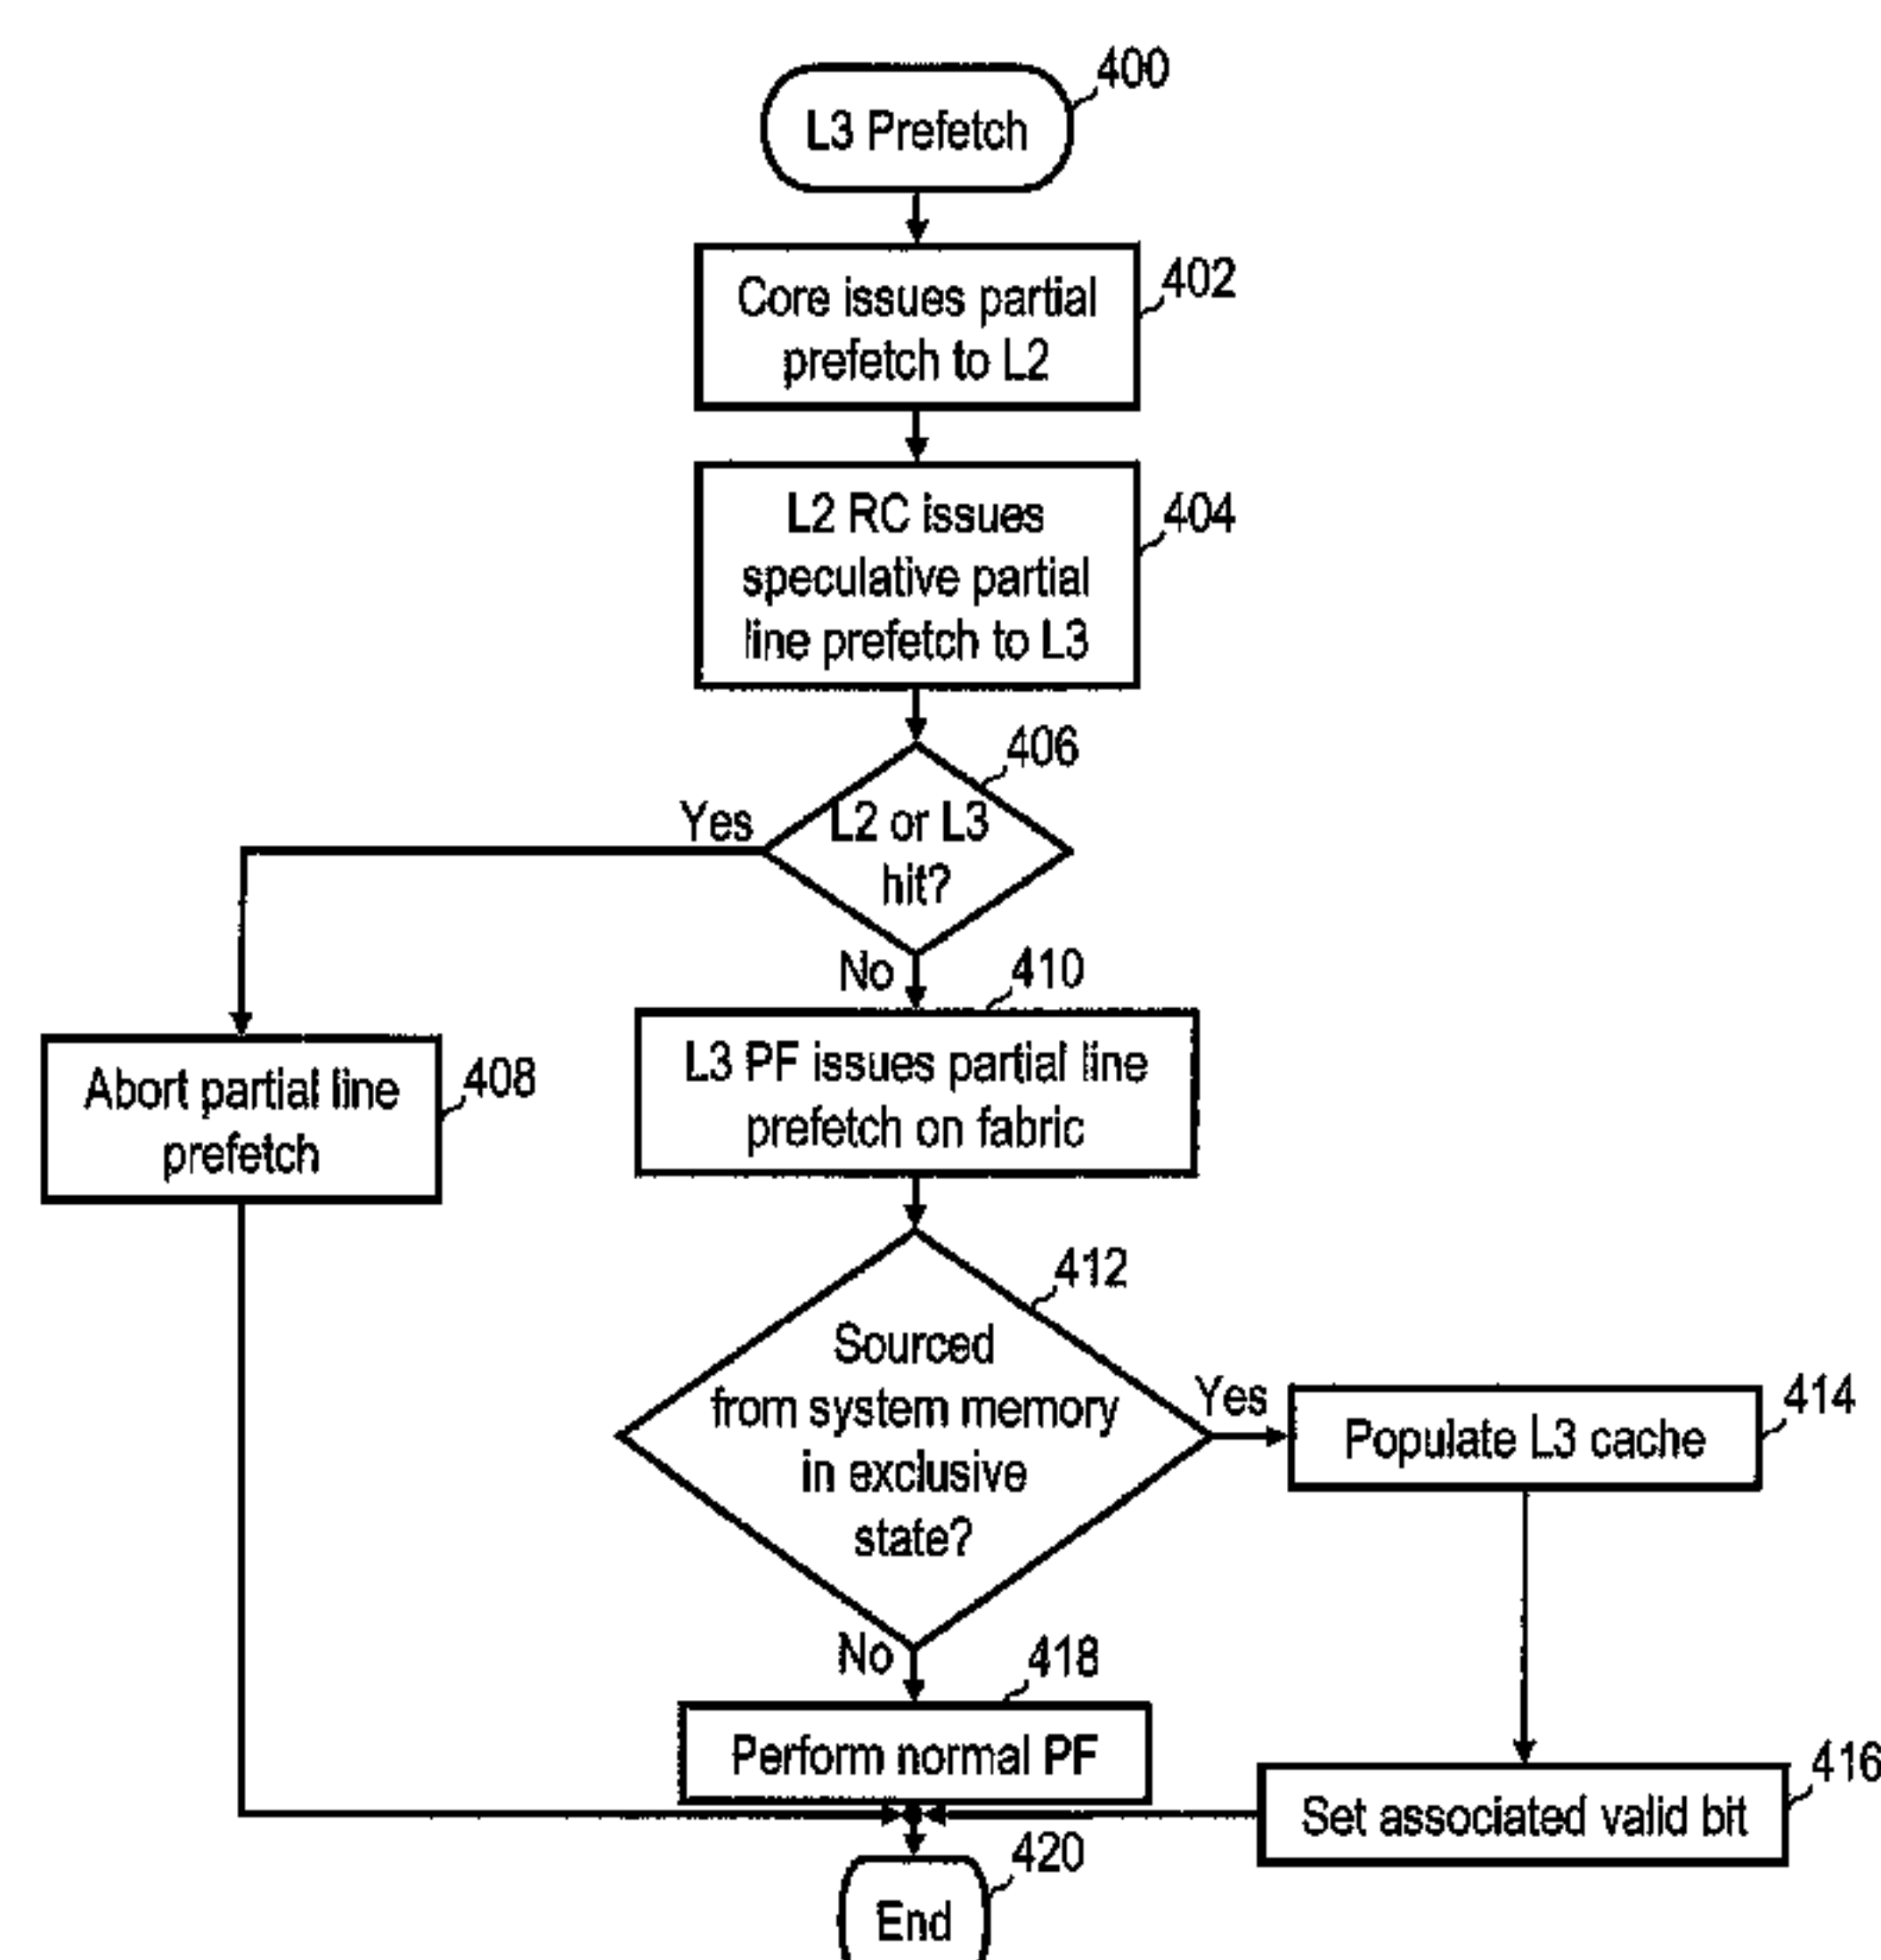 400
L3 Prefetch
402
Core issues partial
prefetch to L2
404
L2 RC issues
speculative partial
line prefetch to L3
406
Yes
L2 or L3
hit?
No
410
408
Abort partial line
prefetch
L3 PF issues partial line
prefetch on fabric
412
Sourced
from system memory
in exclusive
state?
Yes
414
Populate L3 cache
No
418
Perform normal PF
416
Set associated valid bit
420
End